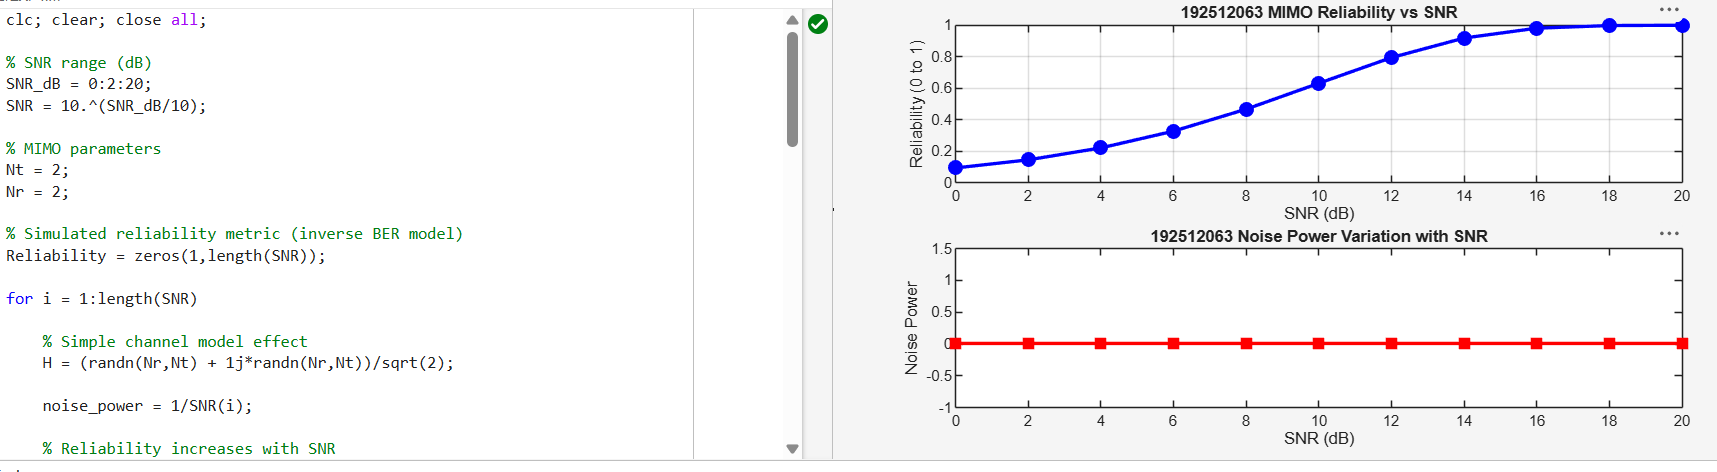 clc; clear; close all;
% SNR range (dB)
SNR_dB = 0:2:20;
SNR = 10.^(SNR_dB/10);
% MIMO parameters
Nt = 2;
Nr = 2;
% Simulated reliability metric (inverse BER model)
Reliability = zeros(1,length(SNR));
for i = 1:length(SNR)
% Simple channel model effect
H = (randn(Nr,Nt) + 1j*randn(Nr,Nt))/sqrt(2);
noise_power = 1/SNR(i);
% Reliability increases with SNR
192512063 MIMO Reliability vs SNR
Reliability (0 to 1)
1
0.8
0.6
0.4
0.2
0
0 2 4 6 8 10 12 14 16 18 20
SNR (dB)
192512063 Noise Power Variation with SNR
Noise Power
1.5
1
0.5
0
-0.5
-1
0 2 4 6 8 10 12 14 16 18 20
SNR (dB)